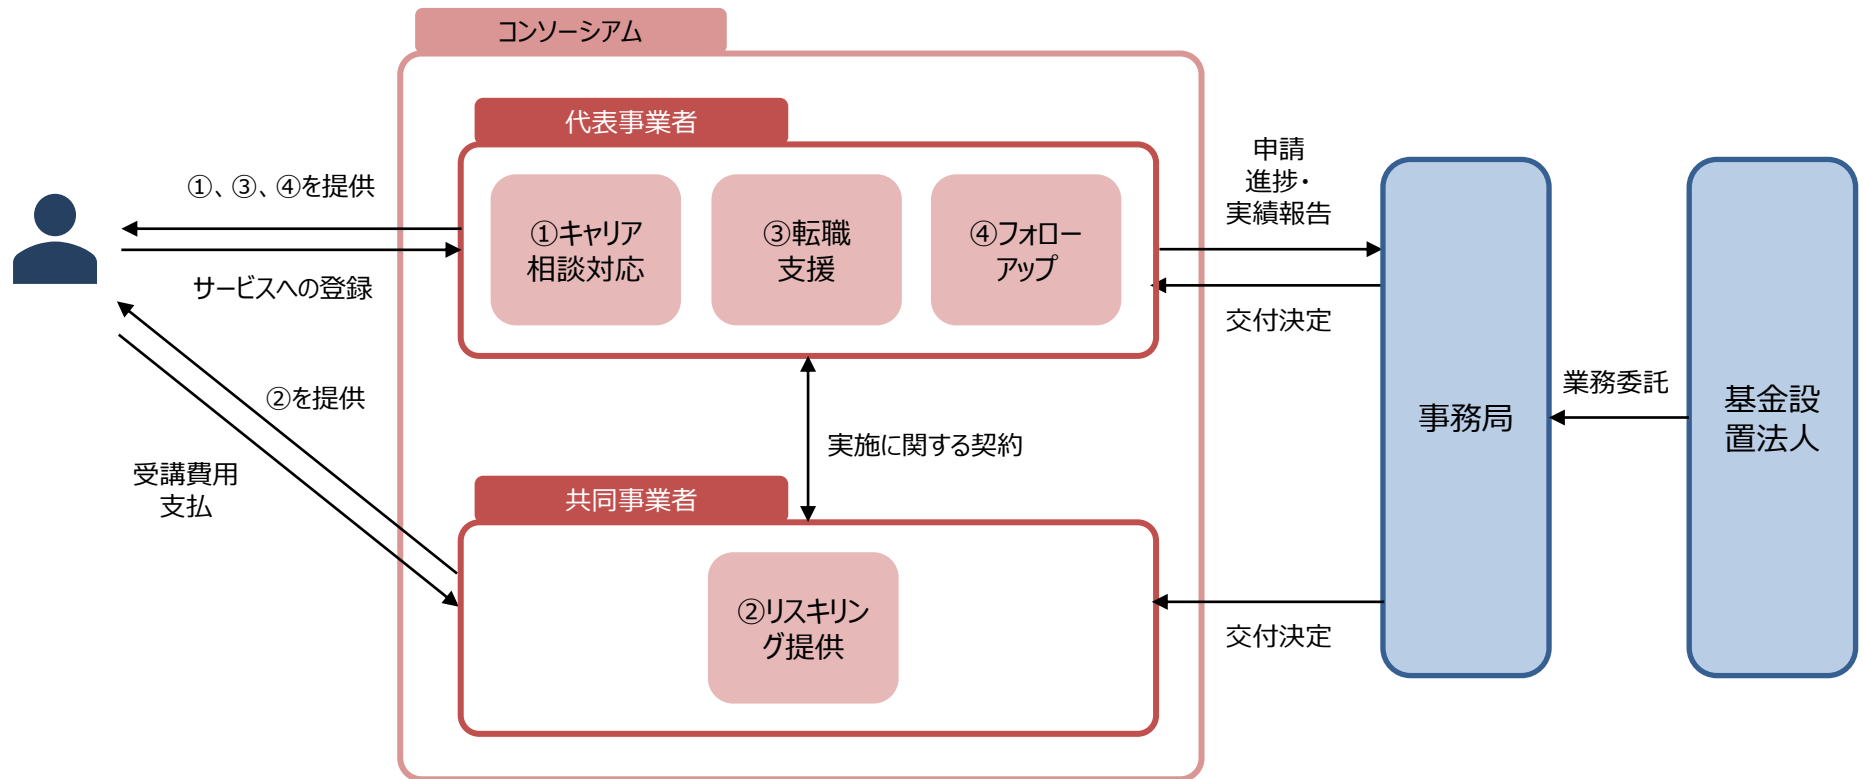 コンソーシアム
代表事業者
①、③、④を提供
サービスへの登録
①キャリア
相談対応
③転職
支援
④フォロー
アップ
申請
進捗・
実績報告
交付決定
②を提供
受講費用
支払
実施に関する契約
業務委託
事務局
基金設
置法人
共同事業者
②リスキリン
グ提供
交付決定